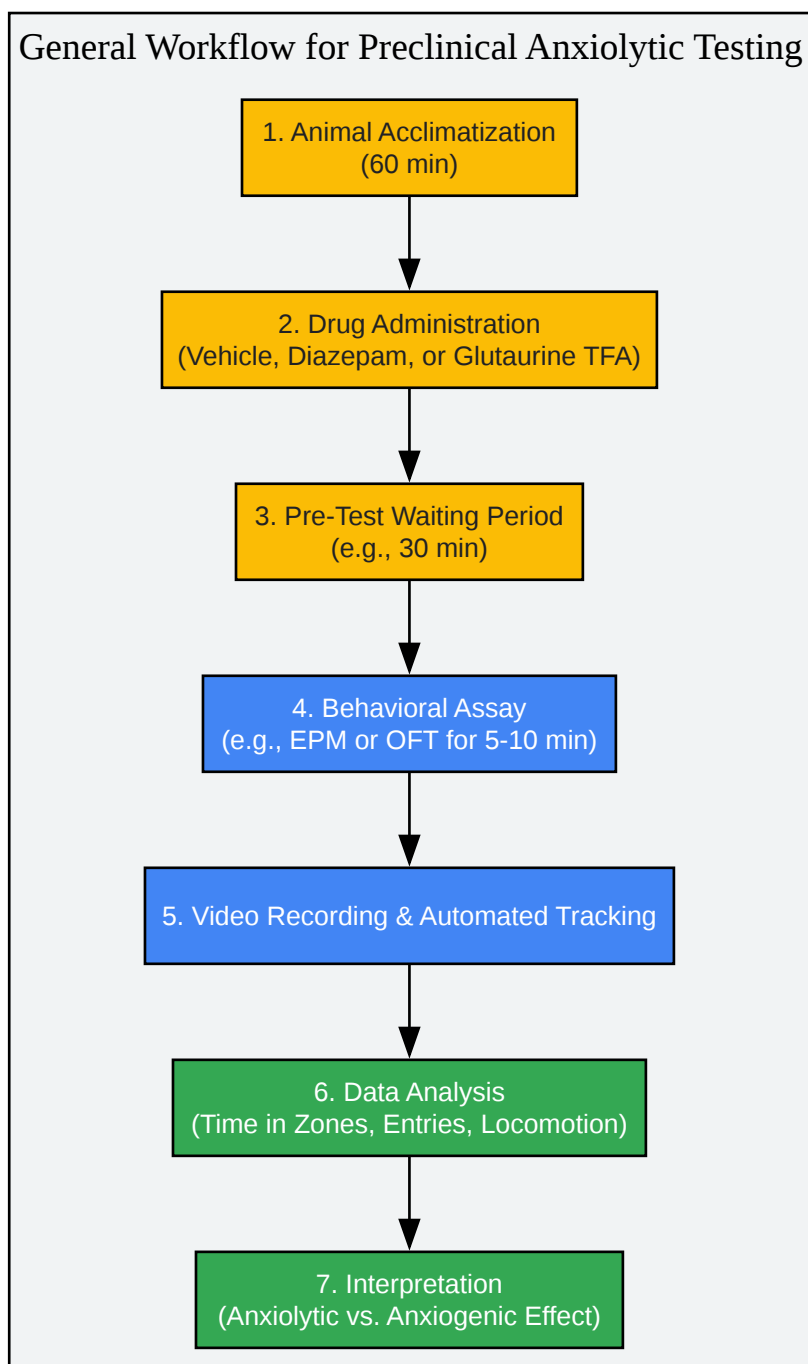 General Workflow for Preclinical Anxiolytic Testing
1. Animal Acclimatization
(60 min)
2. Drug Administration
(Vehicle, Diazepam, or Glutaurine TFA)
3. Pre-Test Waiting Period
(e.g., 30 min)
4. Behavioral Assay
(e.g., EPM or OFT for 5-10 min)
5. Video Recording & Automated Tracking
6. Data Analysis
(Time in Zones, Entries, Locomotion)
7. Interpretation
(Anxiolytic vs. Anxiogenic Effect)